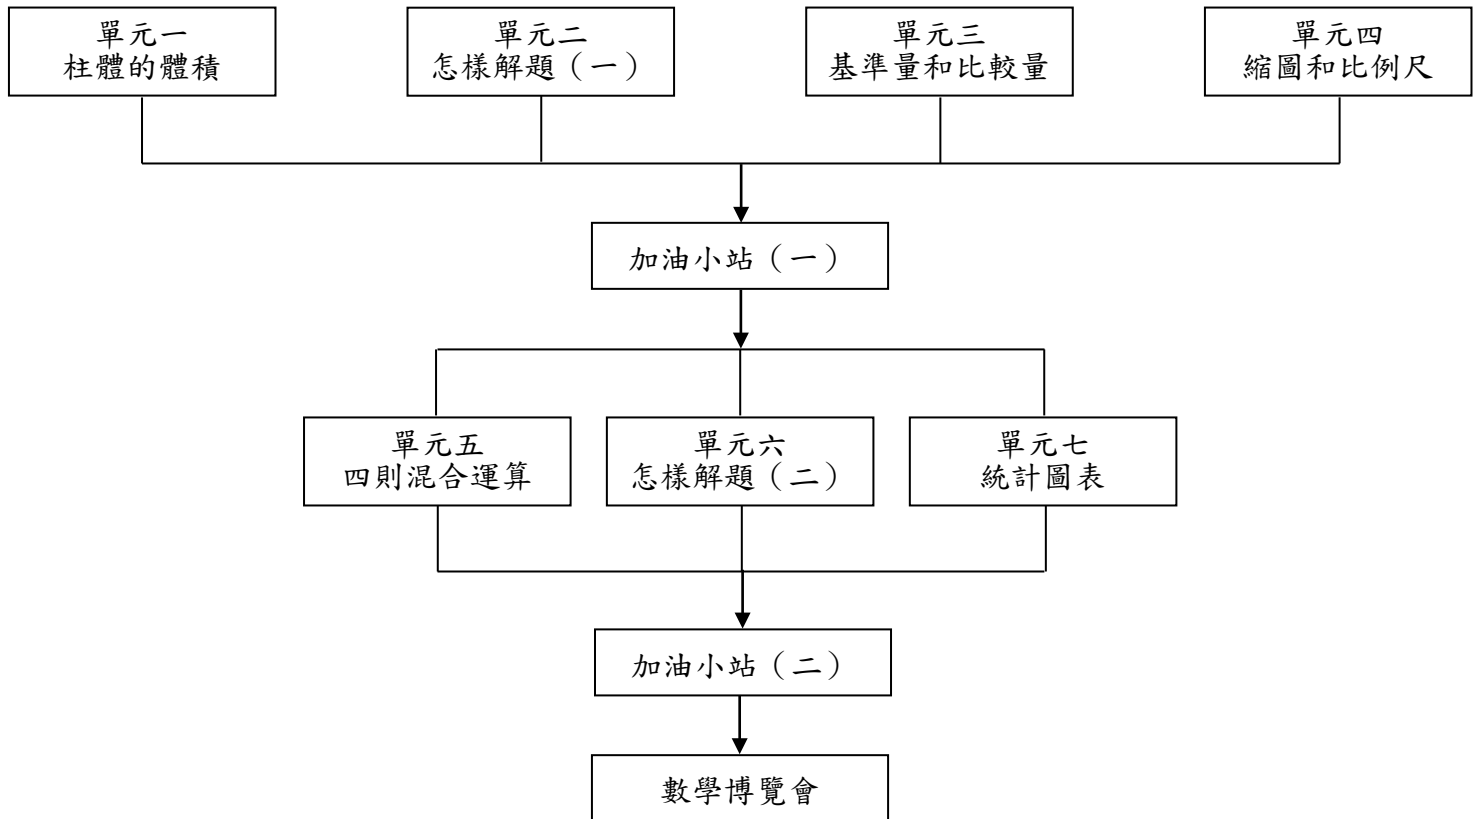 單元一
柱體的體積
單元二
怎樣解題（一）
單元三
基準量和比較量
單元四
縮圖和比例尺
加油小站（一）
單元五
四則混合運算
單元六
怎樣解題（二）
單元七
統計圖表
加油小站（二）
數學博覽會